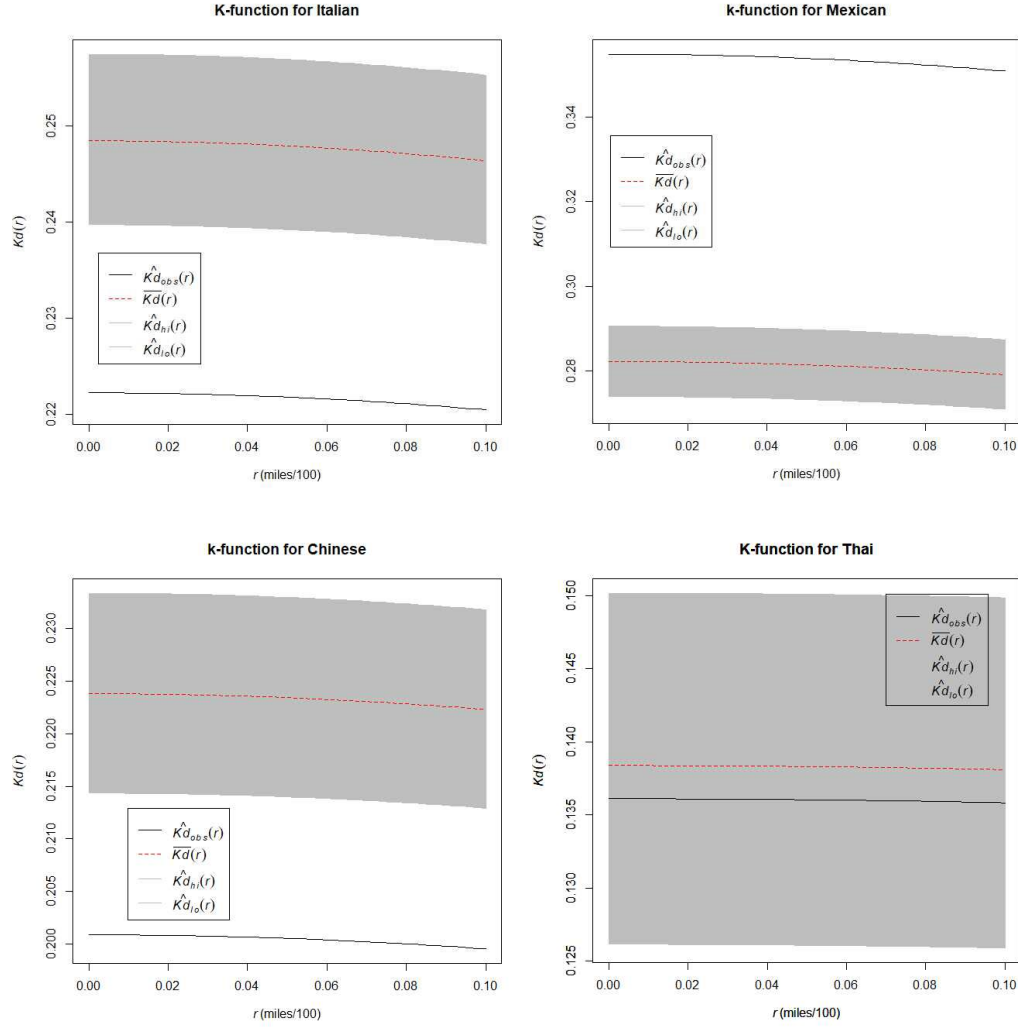 K-function for Italian
Kd(r)
0.25
0.24
0.23
0.22
K̂d_obs(r)
K̅d̅(r)
K̂d_hi(r)
K̂d_lo(r)
0.00 0.02 0.04 0.06 0.08 0.10
r (miles/100)
k-function for Mexican
Kd(r)
0.34
0.32
0.30
0.28
K̂d_obs(r)
K̅d̅(r)
K̂d_hi(r)
K̂d_lo(r)
0.00 0.02 0.04 0.06 0.08 0.10
r (miles/100)
k-function for Chinese
Kd(r)
0.230
0.225
0.220
0.215
0.210
0.205
0.200
K̂d_obs(r)
K̅d̅(r)
K̂d_hi(r)
K̂d_lo(r)
0.00 0.02 0.04 0.06 0.08 0.10
r (miles/100)
K-function for Thai
Kd(r)
0.150
0.145
0.140
0.135
0.130
0.125
K̂d_obs(r)
K̅d̅(r)
K̂d_hi(r)
K̂d_lo(r)
0.00 0.02 0.04 0.06 0.08 0.10
r (miles/100)